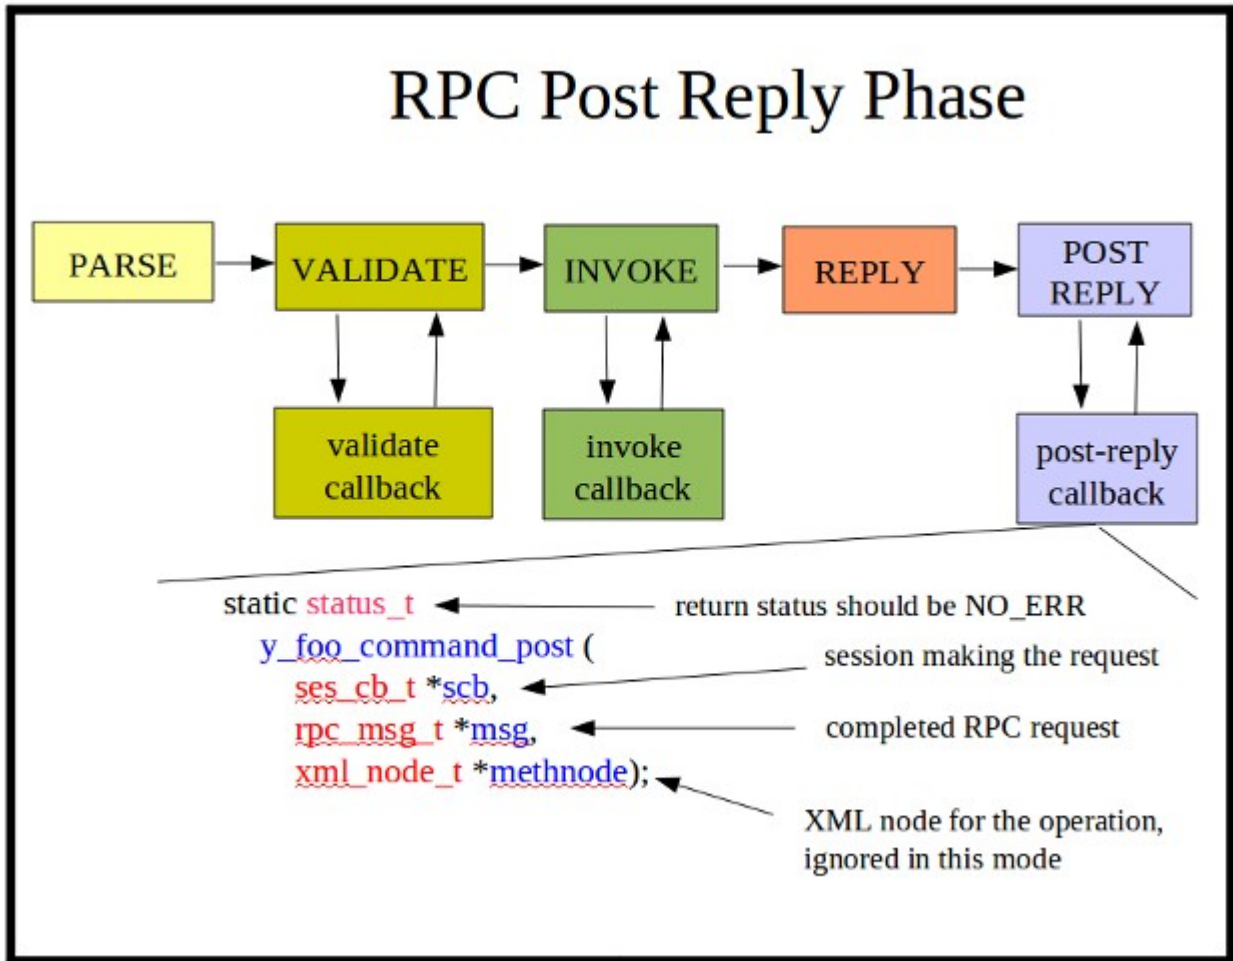 RPC Post Reply Phase
PARSE
VALIDATE
INVOKE
REPLY
POST
REPLY
validate
callback
invoke
callback
post-reply
callback
static status_t
return status should be NO_ERR
y_foo_command_post (
session making the request
ses_cb_t *scb,
rpc_msg_t *msg,
completed RPC request
xml_node_t *methnode);
XML node for the operation,
ignored in this mode